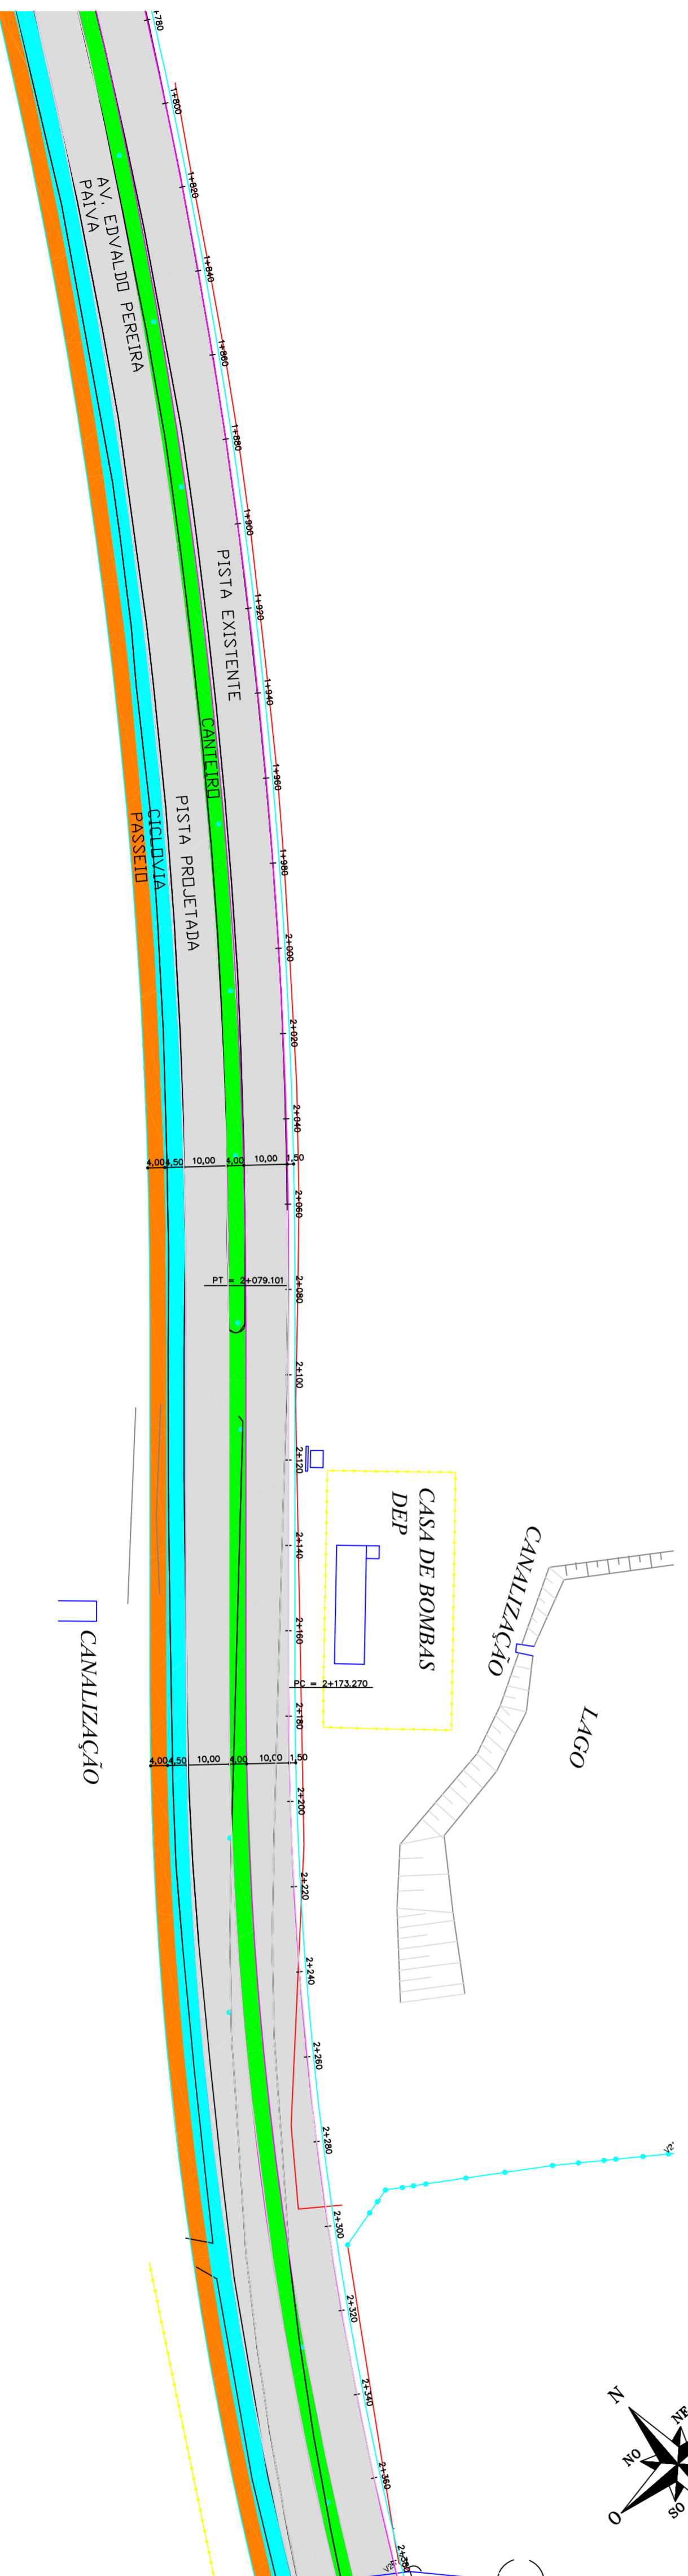 1+780
1+800
1+820
AV. EDVALDO PEREIRA
PAIVA
1+840
1+860
1+880
1+900
PISTA EXISTENTE
1+920
1+940
CANTEIRO
1+960
PISTA PROJETADA
CICLOVIA
PASSEIO
1+980
2+000
2+020
2+040
4,00 4,50 10,00 4,00 10,00 1,50
2+060
PT = 2+079.101
2+080
2+100
2+120
CASA DE BOMBAS
DEP
2+140
CANALIZAÇÃO
2+160
CANALIZAÇÃO
PC = 2+173.270
2+180
LAGO
4,00 4,50 10,00 4,00 10,00 1,50
2+200
2+220
2+240
2+260
2+280
2+300
2+320
2+340
2+360
2+380
N
NE
NO
O
SO